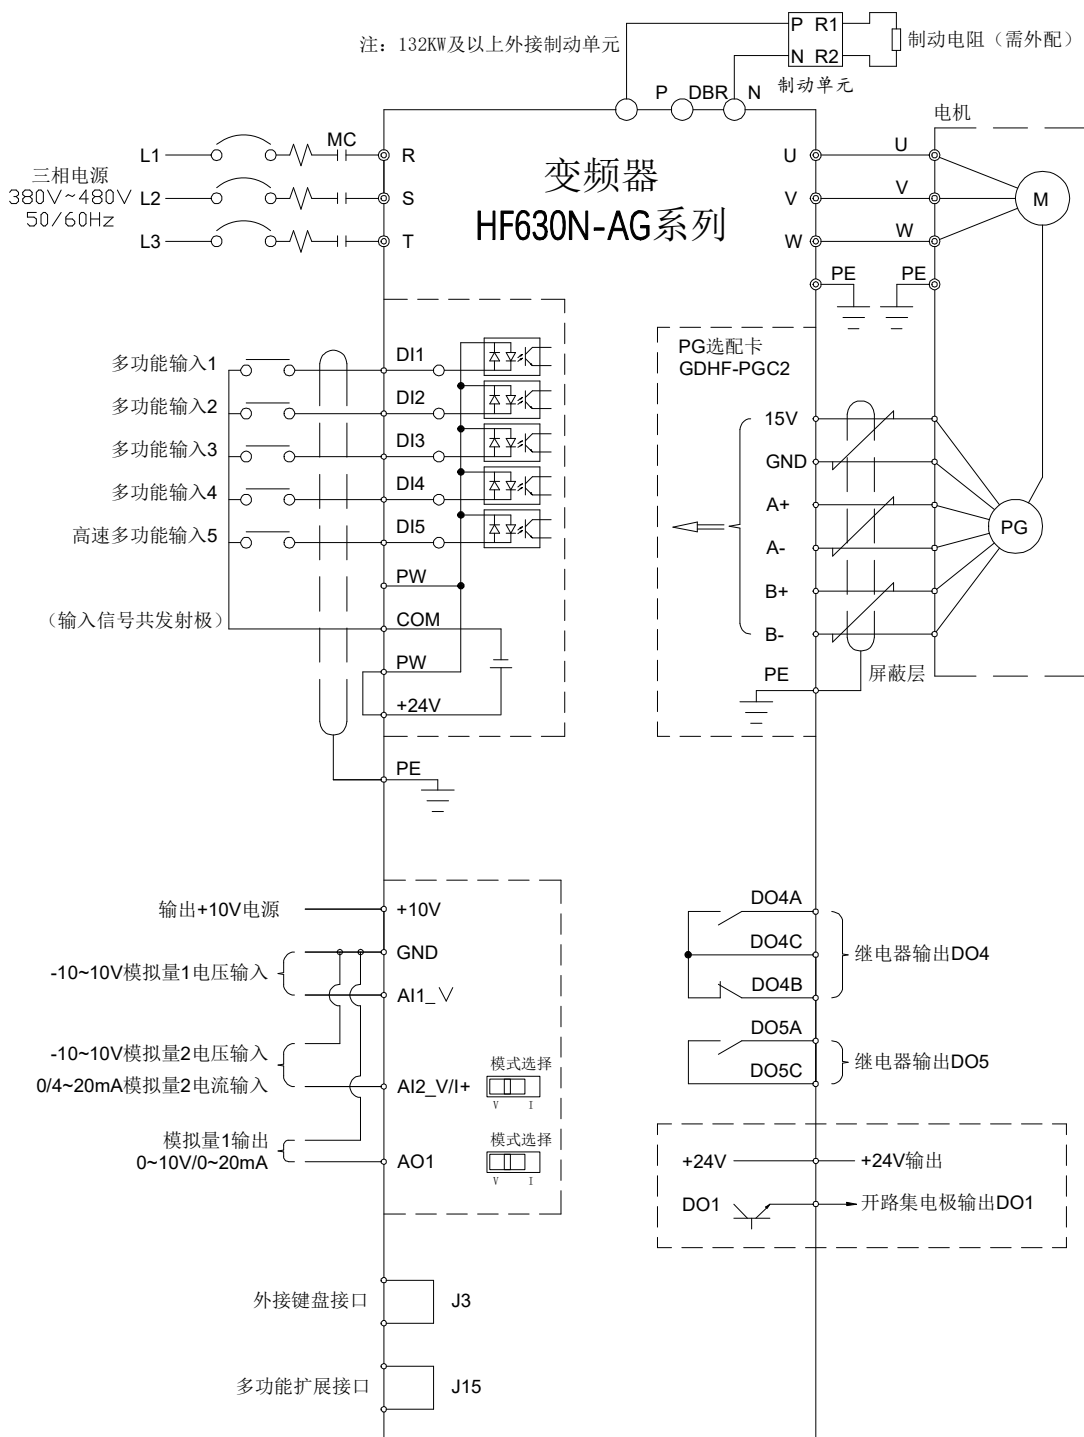 注：132KW及以上外接制动单元
P R1
N R2
制动电阻（需外配）
制动单元
P DBR N
电机
三相电源
380V~480V
50/60Hz
L1
L2
L3
MC
R
S
T
变频器
HF630N-AG系列
U
V
W
U
V
W
M
PE
PE
多功能输入1
DI1
多功能输入2
DI2
多功能输入3
DI3
多功能输入4
DI4
高速多功能输入5
DI5
PW
（输入信号共发射极）
COM
PW
+24V
PE
PG选配卡
GDHF-PGC2
15V
GND
A+
A-
B+
B-
PE
PG
屏蔽层
输出+10V电源
+10V
GND
-10~10V模拟量1电压输入
AI1_V
-10~10V模拟量2电压输入
0/4~20mA模拟量2电流输入
AI2_V/I+
模式选择
V I
模拟量1输出
0~10V/0~20mA
AO1
模式选择
V I
DO4A
DO4C
DO4B
继电器输出DO4
DO5A
DO5C
继电器输出DO5
+24V
+24V输出
DO1
开路集电极输出DO1
外接键盘接口
J3
多功能扩展接口
J15